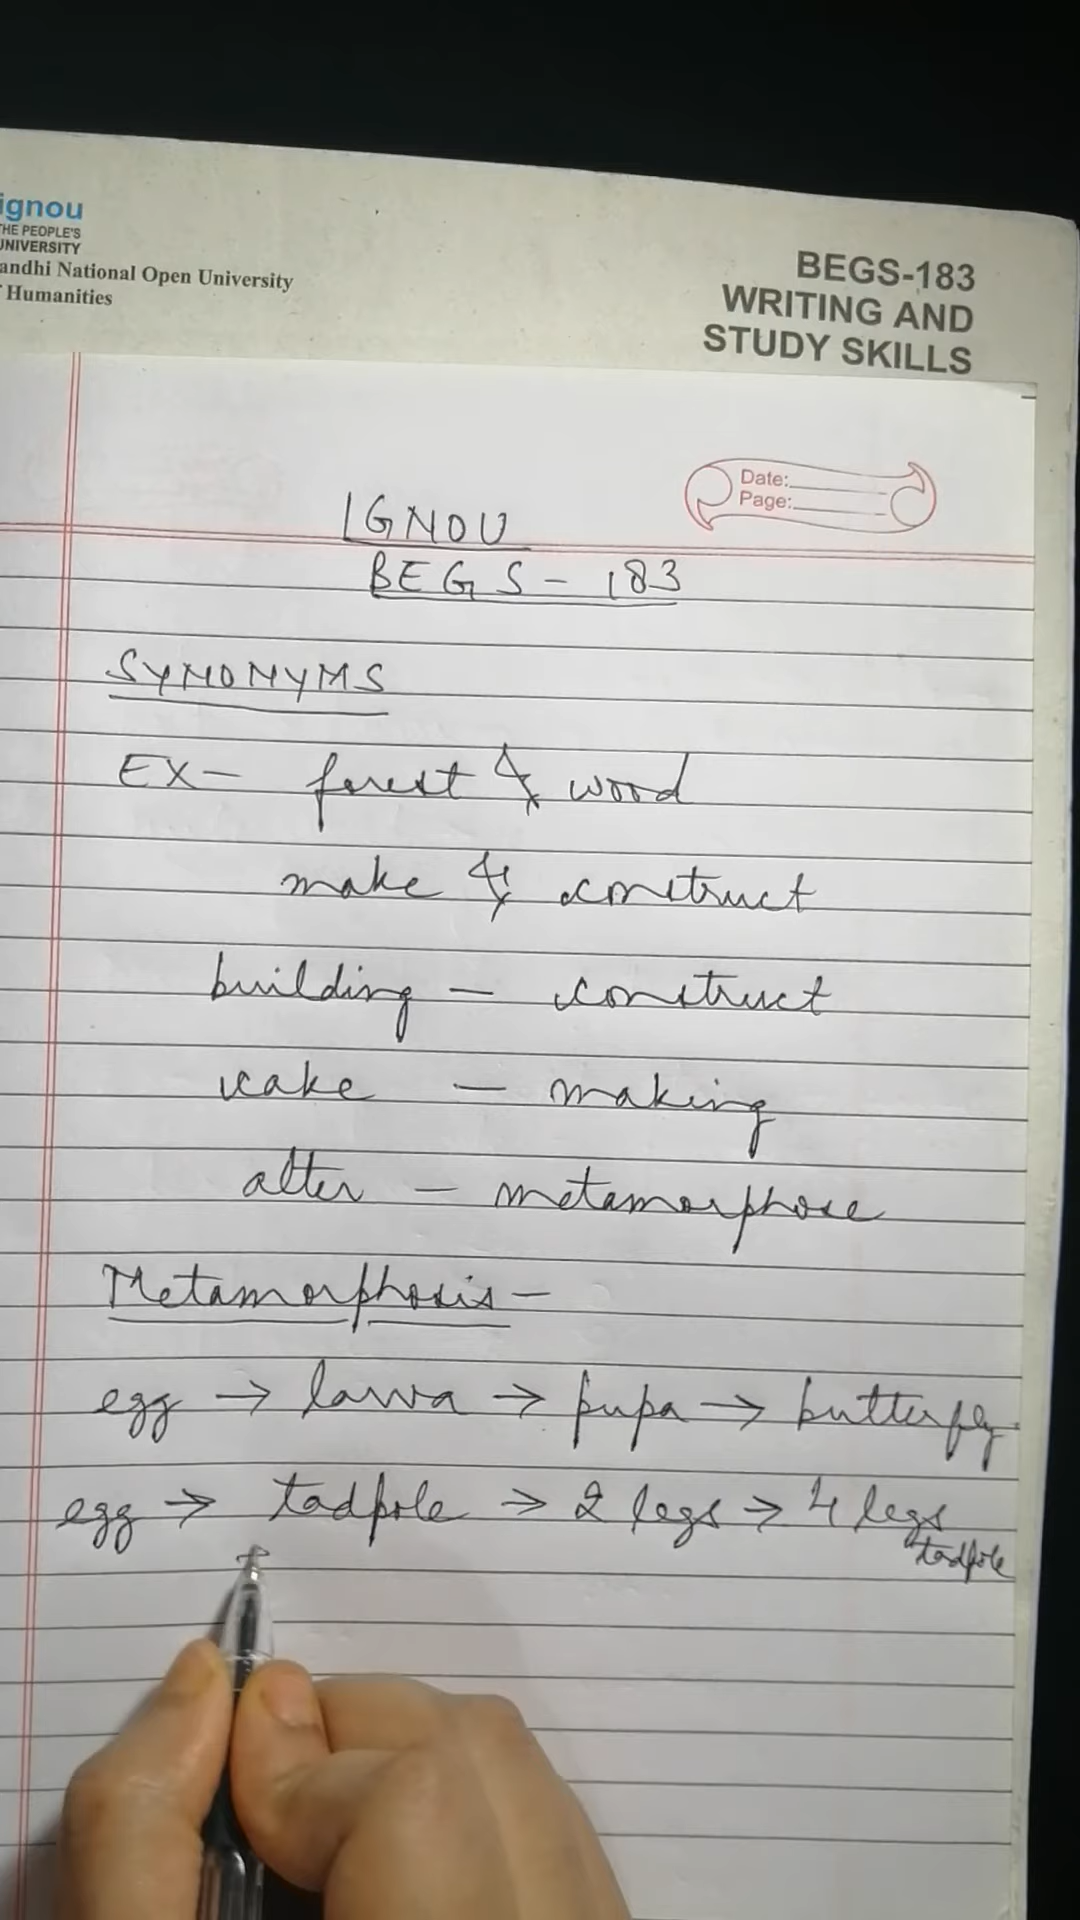 ignou
THE PEOPLE'S
UNIVERSITY
andhi National Open University
Humanities
BEGS-183
WRITING AND
STUDY SKILLS
Date:
Page:
IGNOU
BEGS - 183
SYNONYMS
EX- forest & wood
make & construct
building - construct
cake - making
alter - metamorphose
Metamorphosis -
egg → larva → pupa → butterfly
egg → tadpole → 2 legs → 4 legs
tadpole